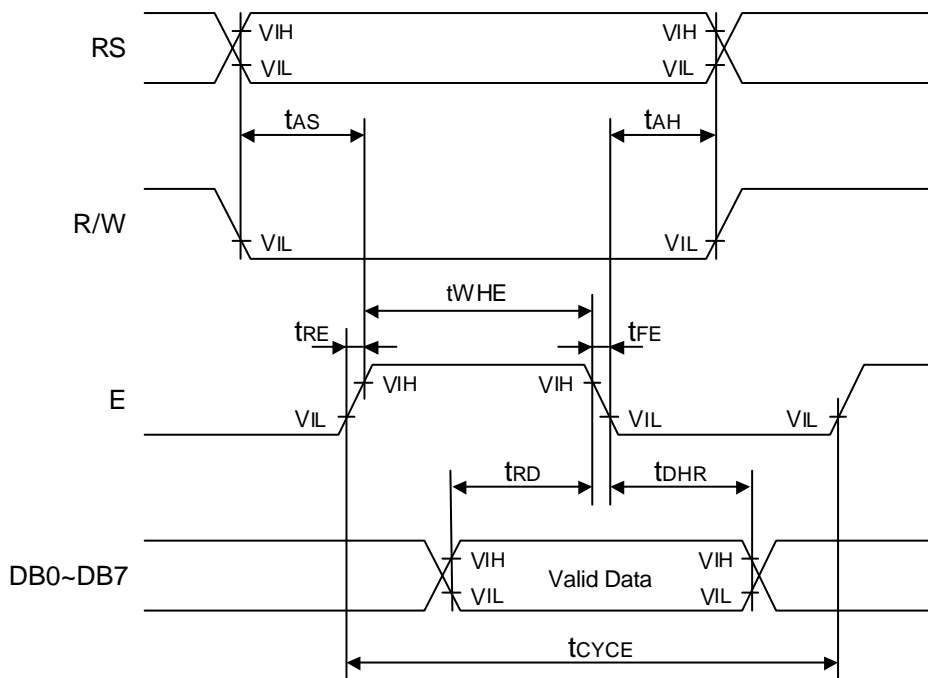 RS
VIH
VIH
VIL
VIL
tAS
tAH
R/W
VIL
VIL
tWHE
tRE
tFE
E
VIH
VIH
VIL
VIL
VIL
tRD
tDHR
DB0~DB7
VIH
VIH
Valid Data
VIL
VIL
tCYCE